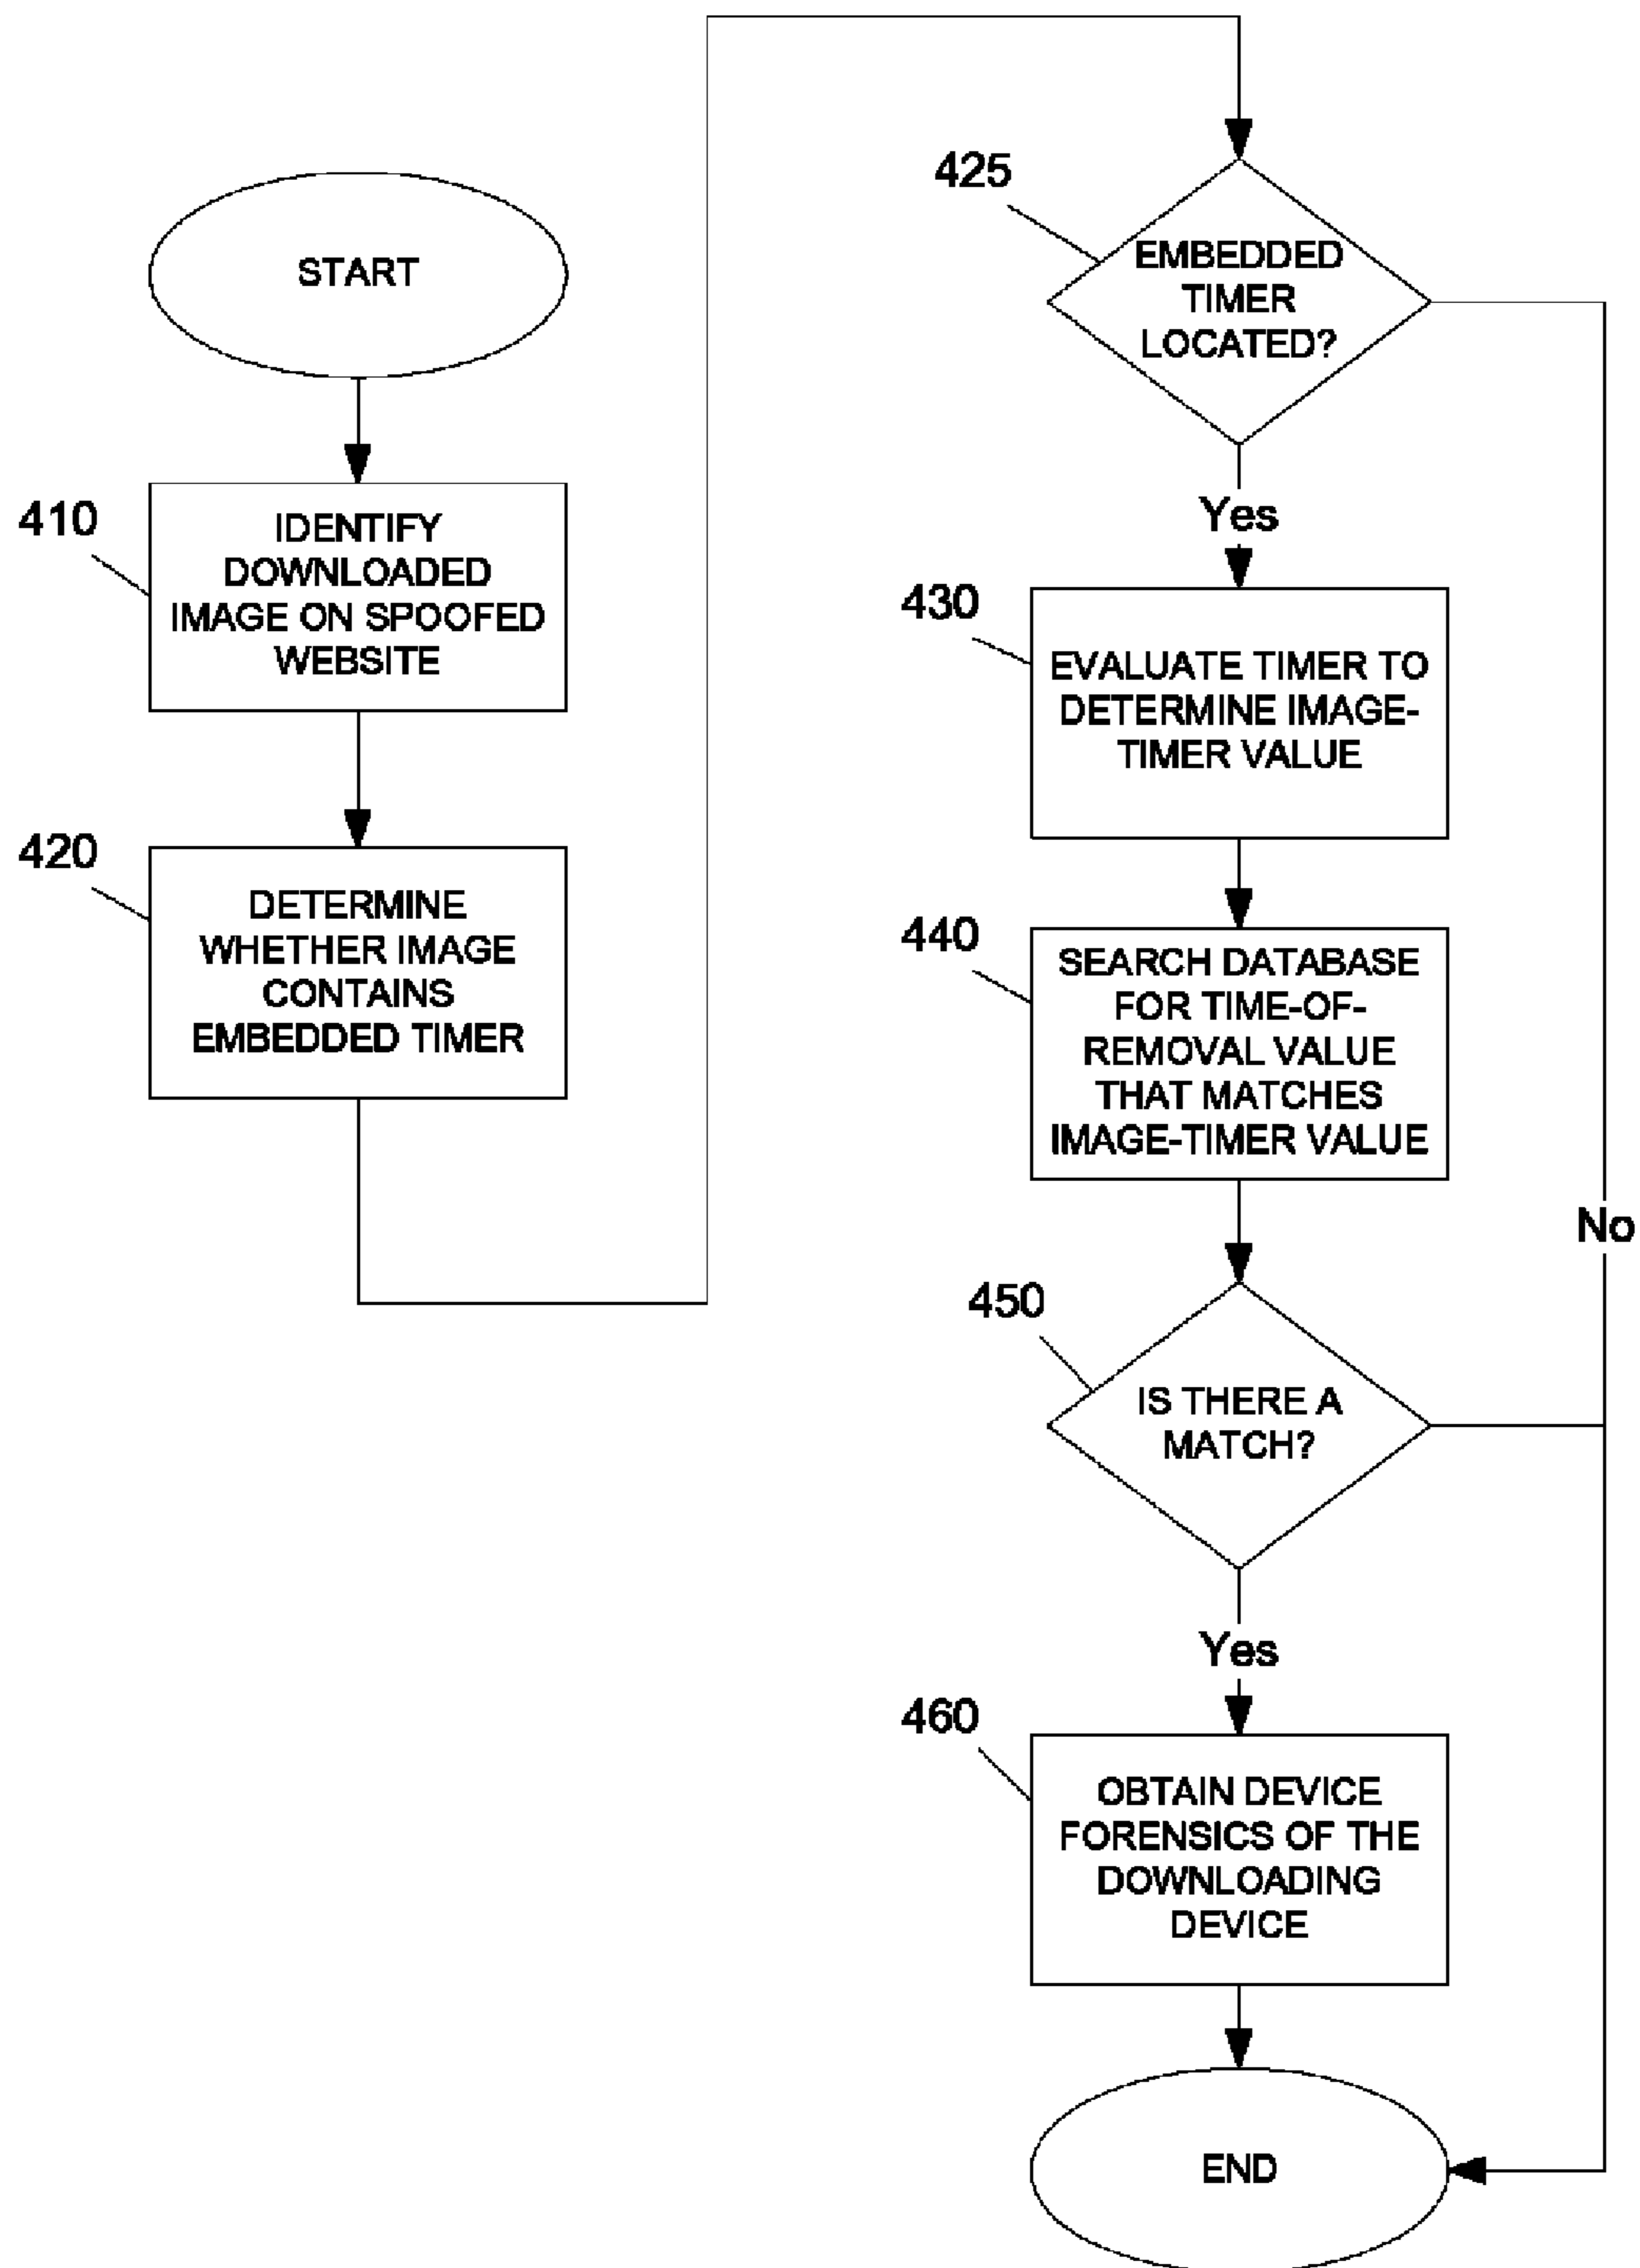 START
410
IDENTIFY
DOWNLOADED
IMAGE ON SPOOFED
WEBSITE
420
DETERMINE
WHETHER IMAGE
CONTAINS
EMBEDDED TIMER
425
EMBEDDED
TIMER
LOCATED?
Yes
430
EVALUATE TIMER TO
DETERMINE IMAGE-
TIMER VALUE
440
SEARCH DATABASE
FOR TIME-OF-
REMOVAL VALUE
THAT MATCHES
IMAGE-TIMER VALUE
No
450
IS THERE A
MATCH?
Yes
460
OBTAIN DEVICE
FORENSICS OF THE
DOWNLOADING
DEVICE
END